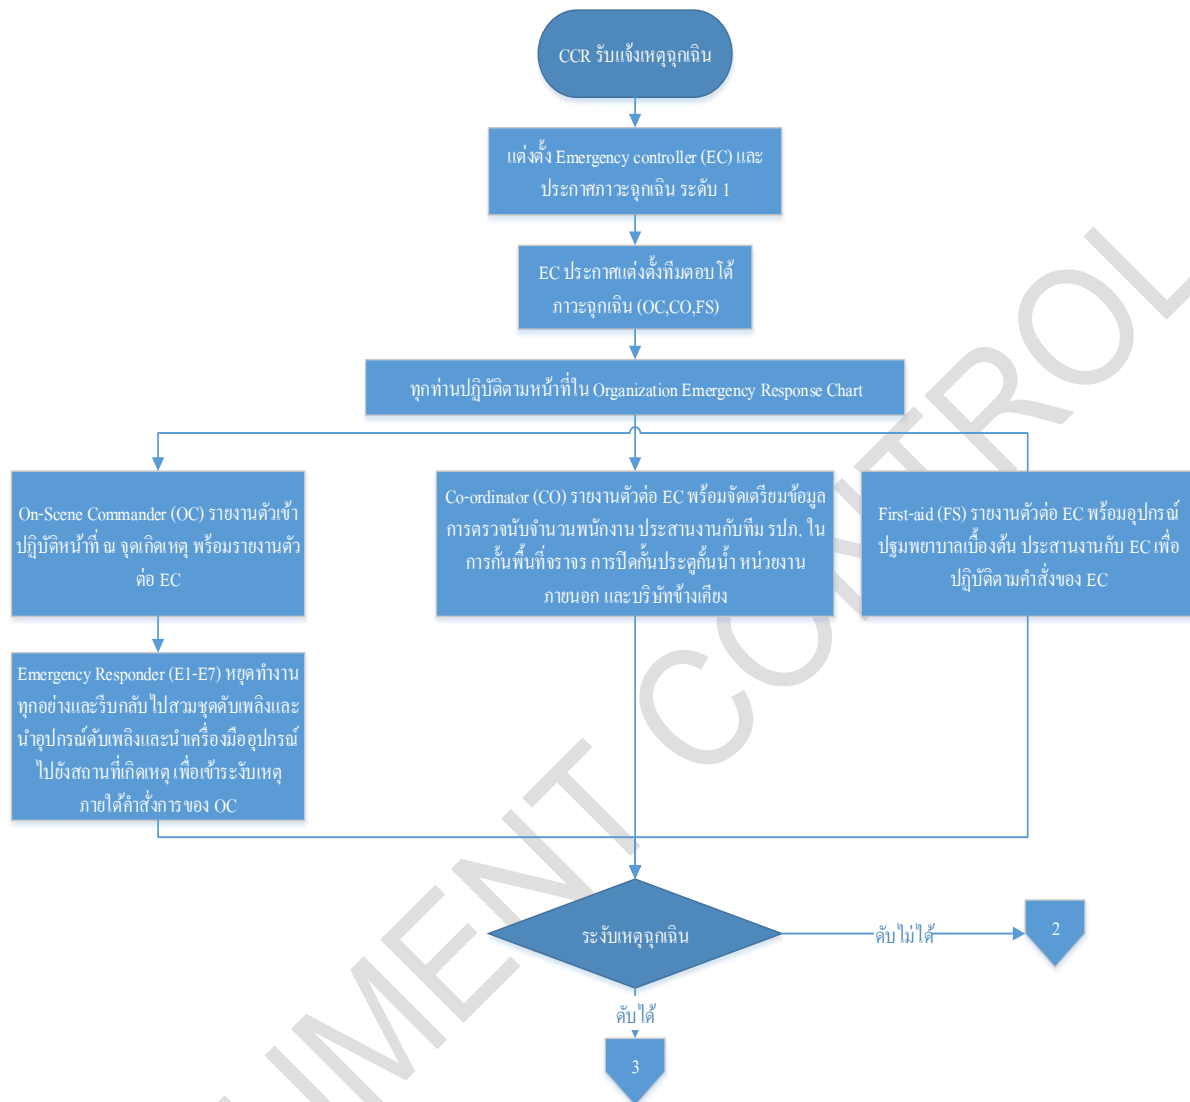 CCR รับแจ้งเหตุฉุกเฉิน
แต่งตั้ง Emergency controller (EC) และ
ประกาศภาวะฉุกเฉิน ระดับ 1
EC ประกาศแต่งตั้งทีมตอบโต้
ภาวะฉุกเฉิน (OC,CO,FS)
ทุกท่านปฏิบัติตามหน้าที่ใน Organization Emergency Response Chart
On-Scene Commander (OC) รายงานตัวเข้า
ปฏิบัติหน้าที่ ณ จุดเกิดเหตุ พร้อมรายงานตัว
ต่อ EC
Co-ordinator (CO) รายงานตัวต่อ EC พร้อมจัดเตรียมข้อมูล
การตรวจนับจำนวนพนักงาน ประสานงานกับทีม รปภ. ใน
การกั้นพื้นที่จราจร การปิดกั้นประตูกั้นน้ำ หน่วยงาน
ภายนอก และบริษัทข้างเคียง
First-aid (FS) รายงานตัวต่อ EC พร้อมอุปกรณ์
ปฐมพยาบาลเบื้องต้น ประสานงานกับ EC เพื่อ
ปฏิบัติตามคำสั่งของ EC
Emergency Responder (E1-E7) หยุดทำงาน
ทุกอย่างและรีบกลับไปสวมชุดดับเพลิงและ
นำอุปกรณ์ดับเพลิงและนำเครื่องมืออุปกรณ์
ไปยังสถานที่เกิดเหตุ เพื่อเข้าระงับเหตุ
ภายใต้คำสั่งการของ OC
ระงับเหตุฉุกเฉิน
ดับไม่ได้
2
ดับได้
3
UMENT CONTROL